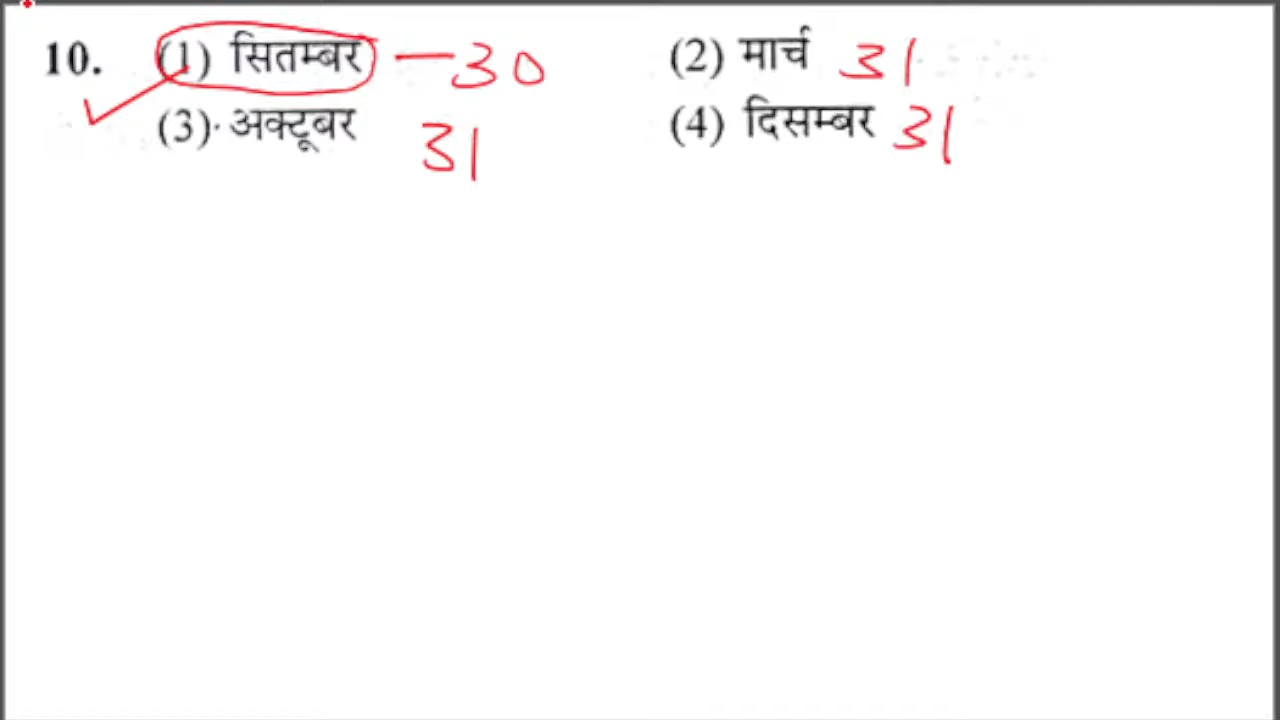 10. (1) सितम्बर — 30 (2) मार्च 31
(3) अक्टूबर 31 (4) दिसम्बर 31